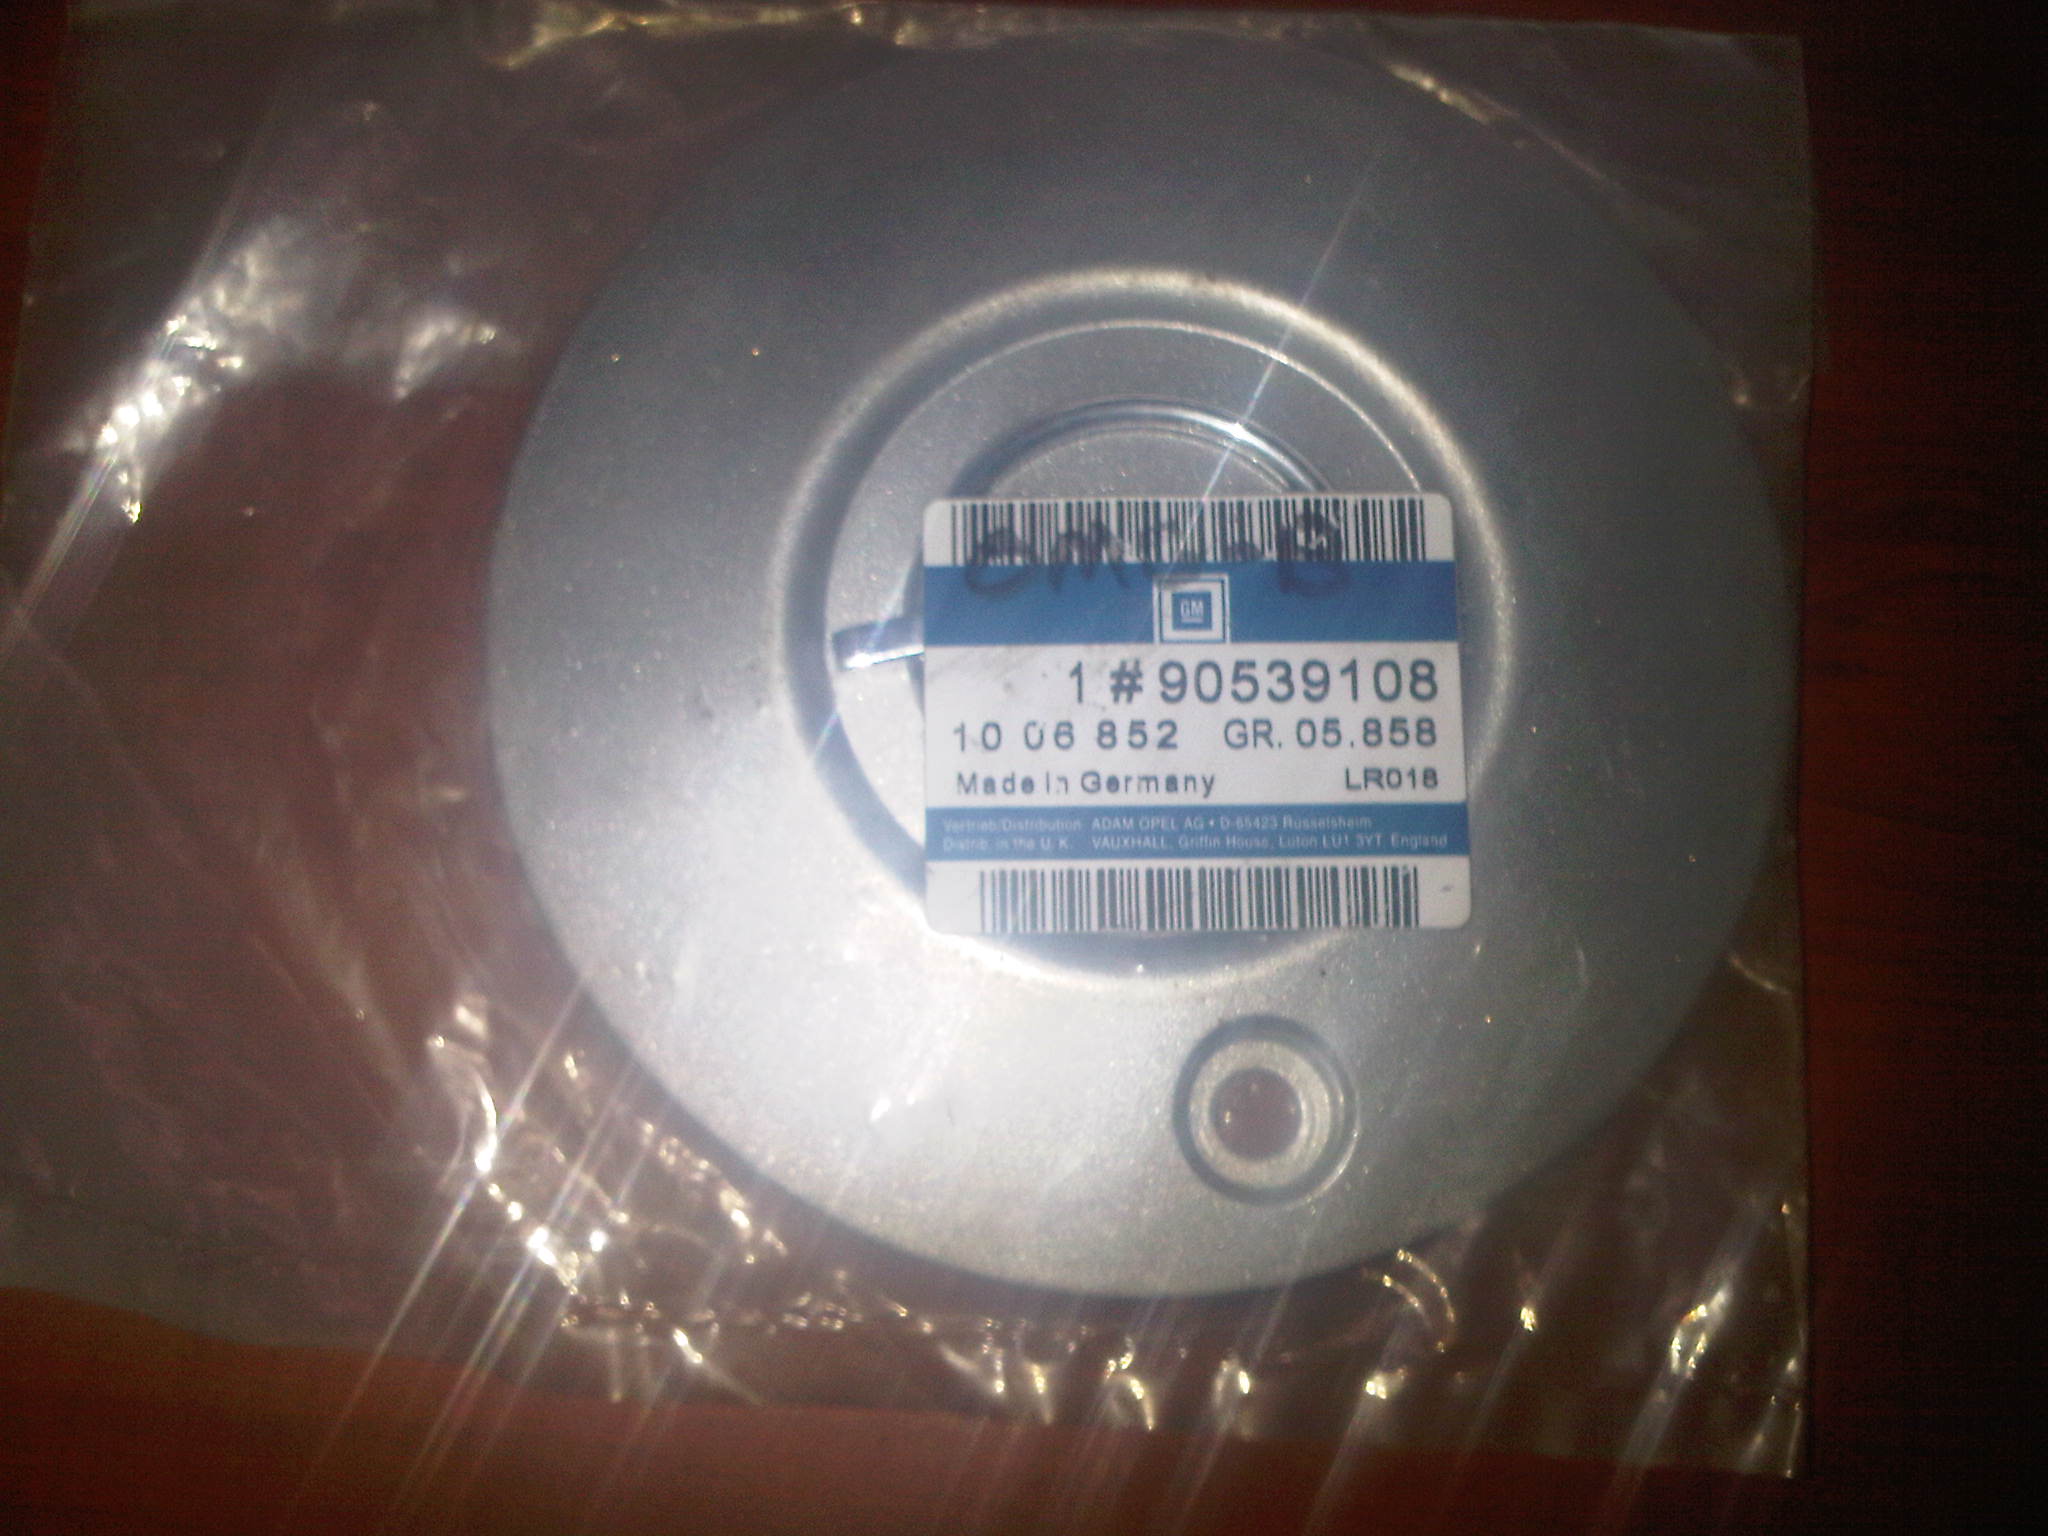 GM
1 # 90539108
10 06 852 GR. 05.858
Made in Germany LR018
Vertrieb/Distribution: ADAM OPEL AG • D-65423 Rüsselsheim
Distrib. in the U. K. VAUXHALL, Griffin House, Luton LU1 3YT England